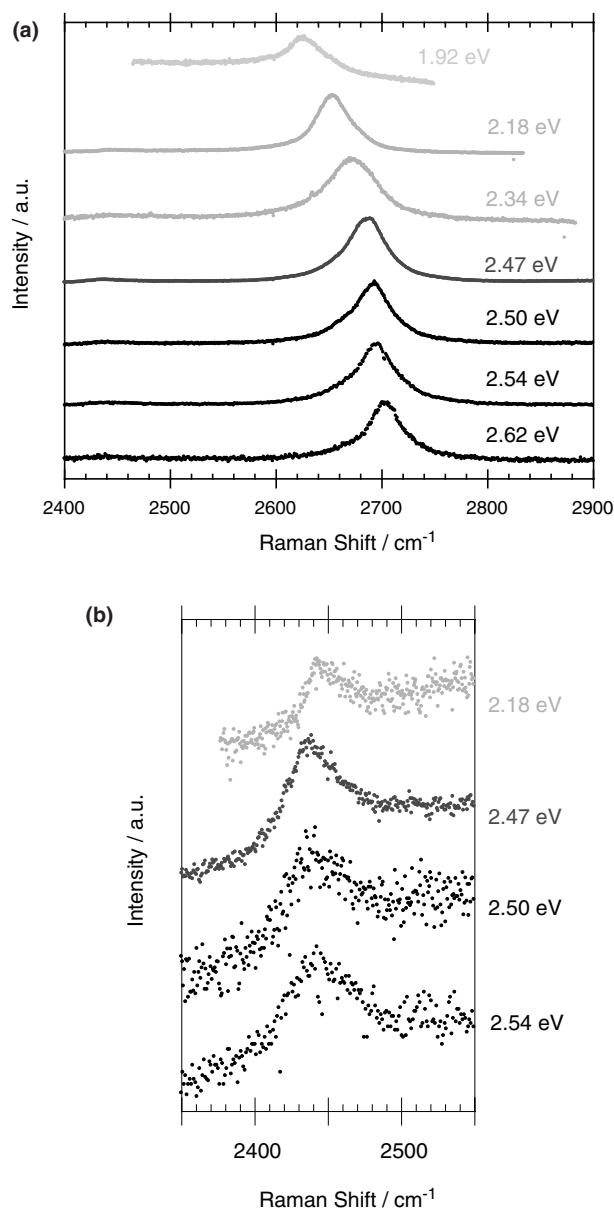 (a)
1.92 eV
2.18 eV
2.34 eV
2.47 eV
2.50 eV
2.54 eV
2.62 eV
Intensity / a.u.
2400 2500 2600 2700 2800 2900
Raman Shift / cm⁻¹
(b)
2.18 eV
2.47 eV
2.50 eV
2.54 eV
Intensity / a.u.
2400 2500
Raman Shift / cm⁻¹